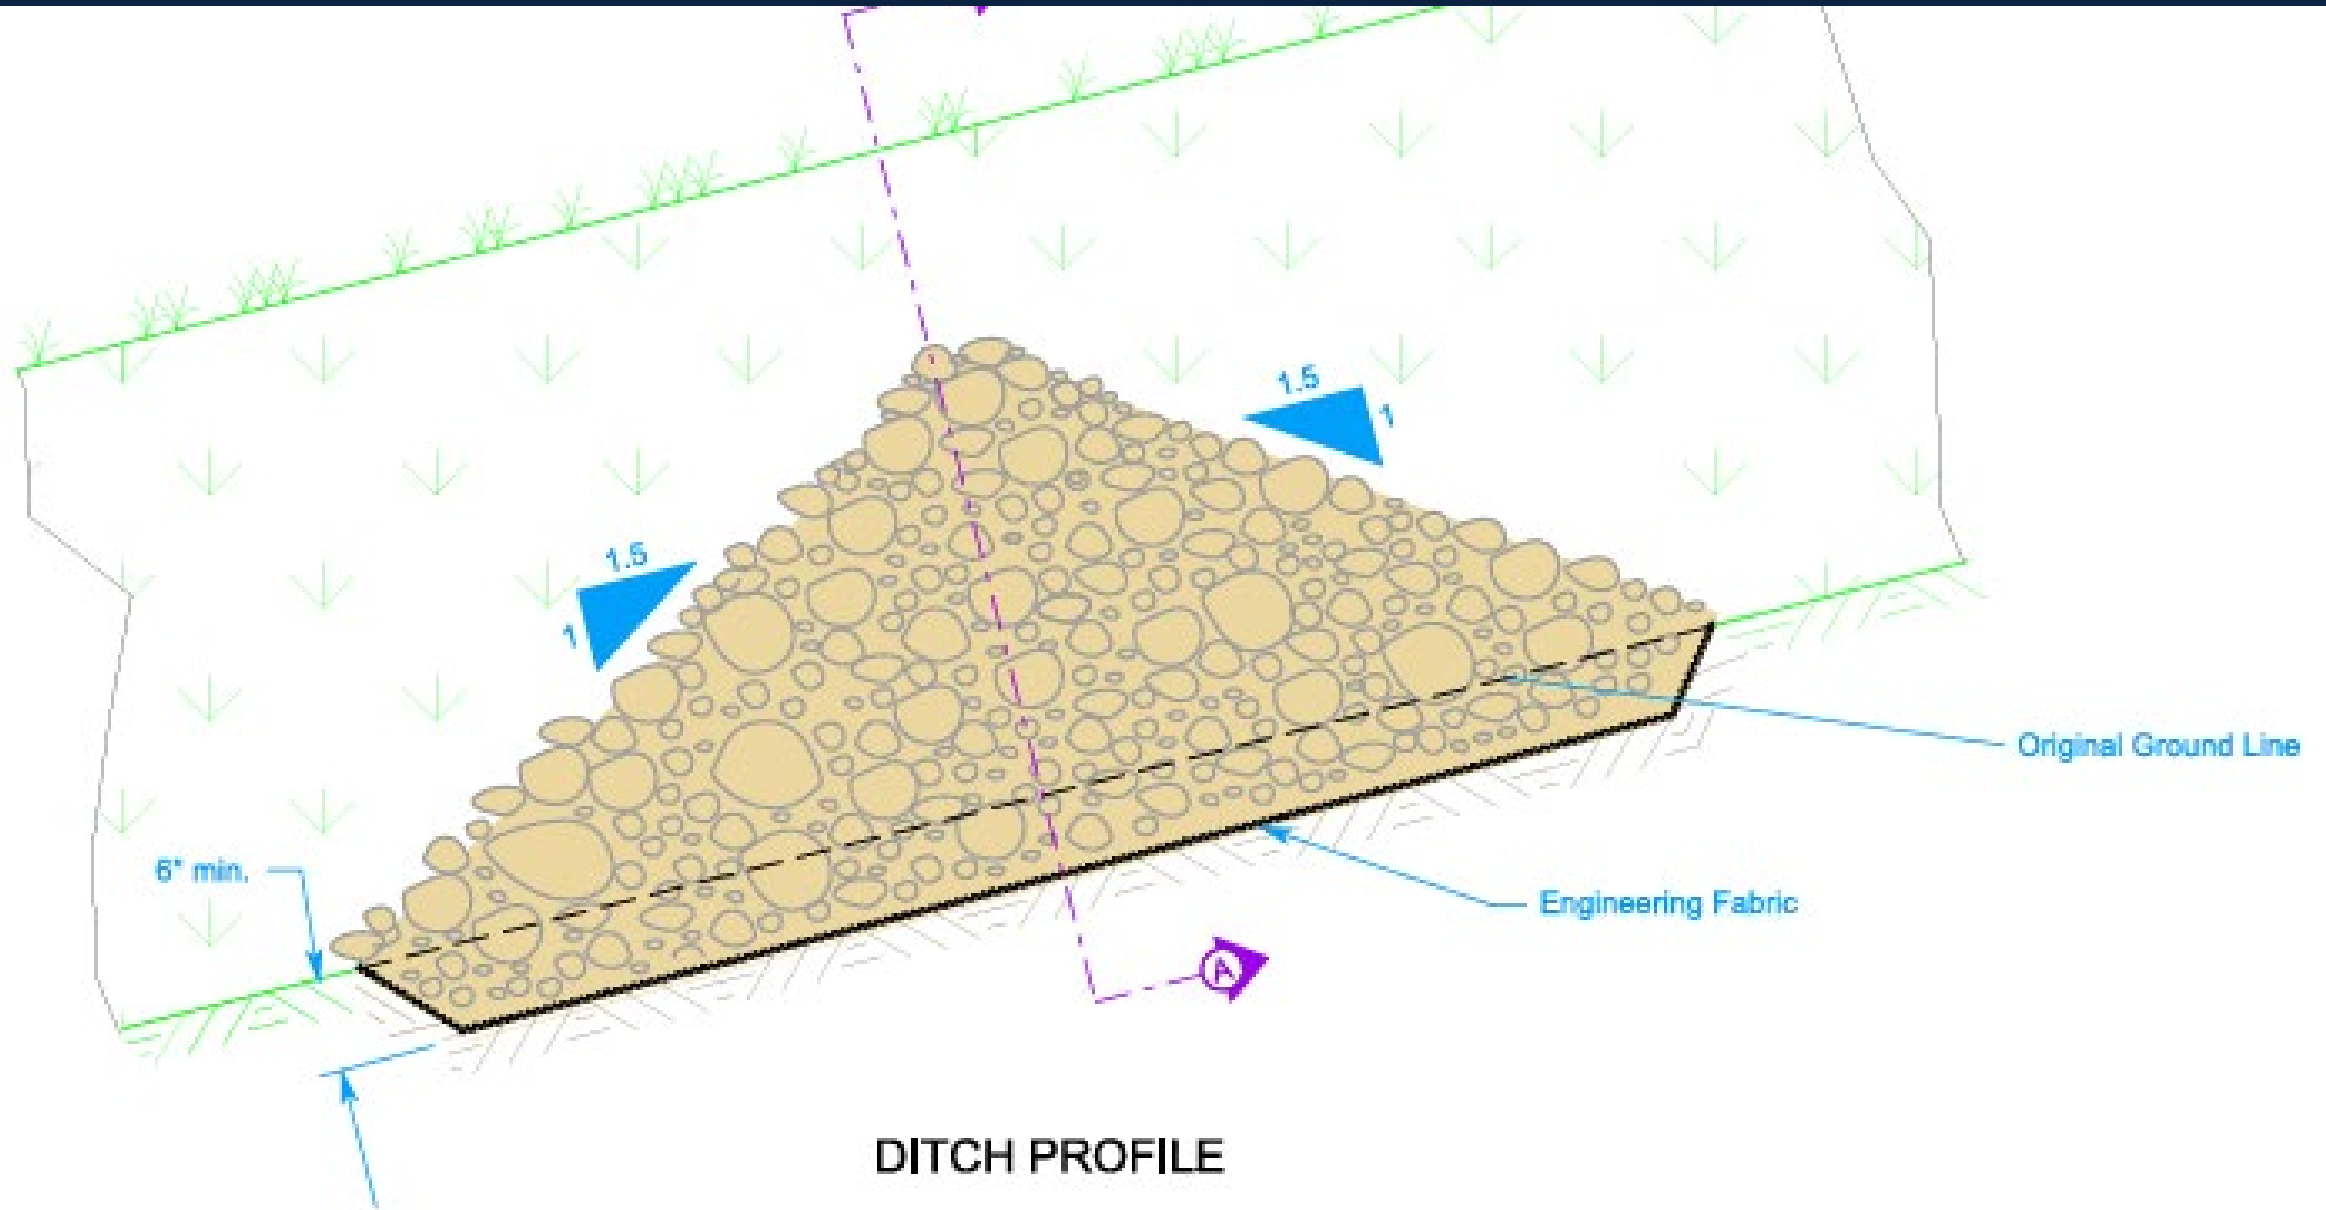 1.5
1
1.5
1
Original Ground Line
6" min.
Engineering Fabric
A
DITCH PROFILE